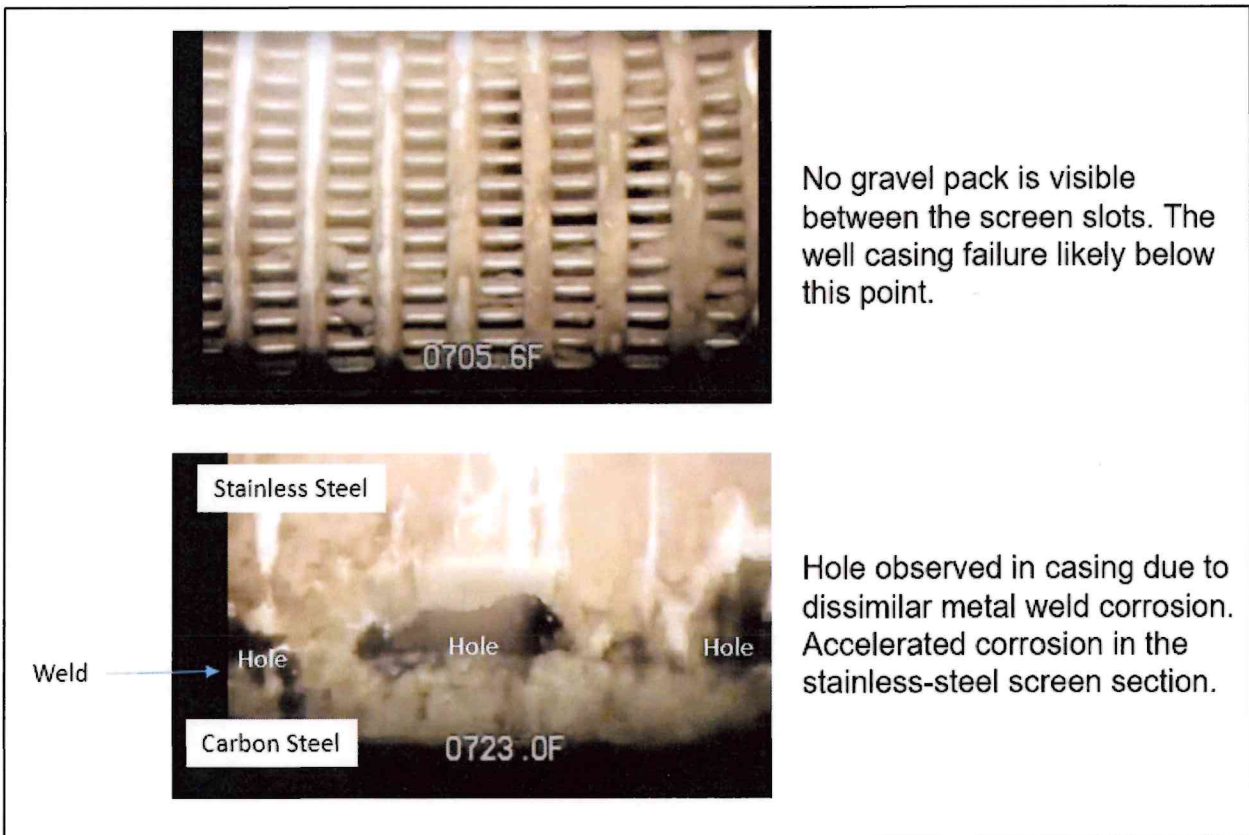 0705.6F
No gravel pack is visible
between the screen slots. The
well casing failure likely below
this point.
Stainless Steel
Hole
Hole
Hole
Weld
Carbon Steel
0723.0F
Hole observed in casing due to
dissimilar metal weld corrosion.
Accelerated corrosion in the
stainless-steel screen section.